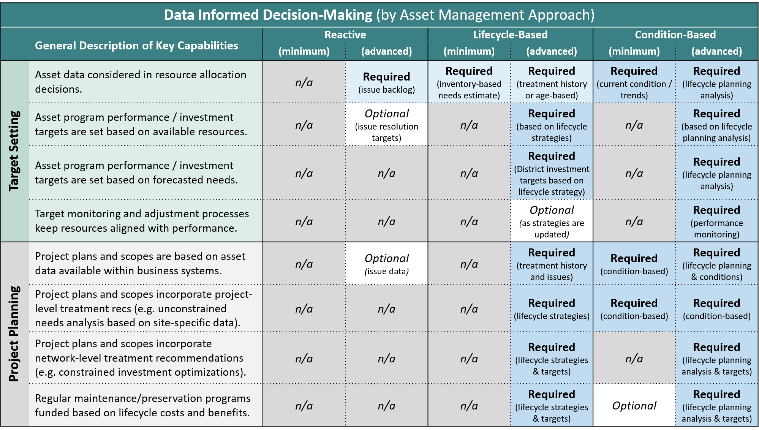 Data Informed Decision-Making (by Asset Management Approach)
General Description of Key Capabilities
Reactive
Lifecycle-Based
Condition-Based
(minimum)
(advanced)
(minimum)
(advanced)
(minimum)
(advanced)
Target Setting
Asset data considered in resource allocation
decisions.
n/a
Required
(issue backlog)
Required
(Inventory-based
needs estimate)
Required
(treatment history
or age-based)
Required
(current condition /
trends)
Required
(lifecycle planning
analysis)
Asset program performance / investment
targets are set based on available resources.
n/a
Optional
(issue resolution
targets)
n/a
Required
(based on lifecycle
strategies)
n/a
Required
(based on lifecycle
planning analysis)
Asset program performance / investment
targets are set based on forecasted needs.
n/a
n/a
n/a
Required
(District investment
targets based on
lifecycle strategy)
n/a
Required
(lifecycle planning
analysis)
Target monitoring and adjustment processes
keep resources aligned with performance.
n/a
n/a
n/a
Optional
(as strategies are
updated)
n/a
Required
(performance
monitoring)
Project Planning
Project plans and scopes are based on asset
data available within business systems.
n/a
Optional
(issue data)
n/a
Required
(treatment history
and issues)
Required
(condition-based)
Required
(lifecycle planning
& conditions)
Project plans and scopes incorporate project-
level treatment recs (e.g. unconstrained
needs analysis based on site-specific data).
n/a
n/a
n/a
Required
(lifecycle strategies)
Required
(condition-based)
Required
(condition-based)
Project plans and scopes incorporate
network-level treatment recommendations
(e.g. constrained investment optimizations).
n/a
n/a
n/a
Required
(lifecycle strategies
& targets)
n/a
Required
(lifecycle planning
analysis & targets)
Regular maintenance/preservation programs
funded based on lifecycle costs and benefits.
n/a
n/a
n/a
Required
(lifecycle strategies
& targets)
Optional
Required
(lifecycle planning
analysis & targets)